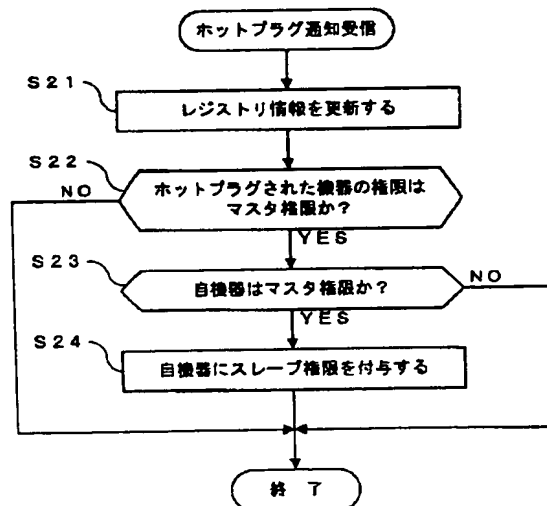 ホットプラグ通知受信
S21
レジストリ情報を更新する
S22
NO
ホットプラグされた機器の権限は
マスタ権限か?
YES
S23
NO
自機器はマスタ権限か?
YES
S24
自機器にスレーブ権限を付与する
終 了